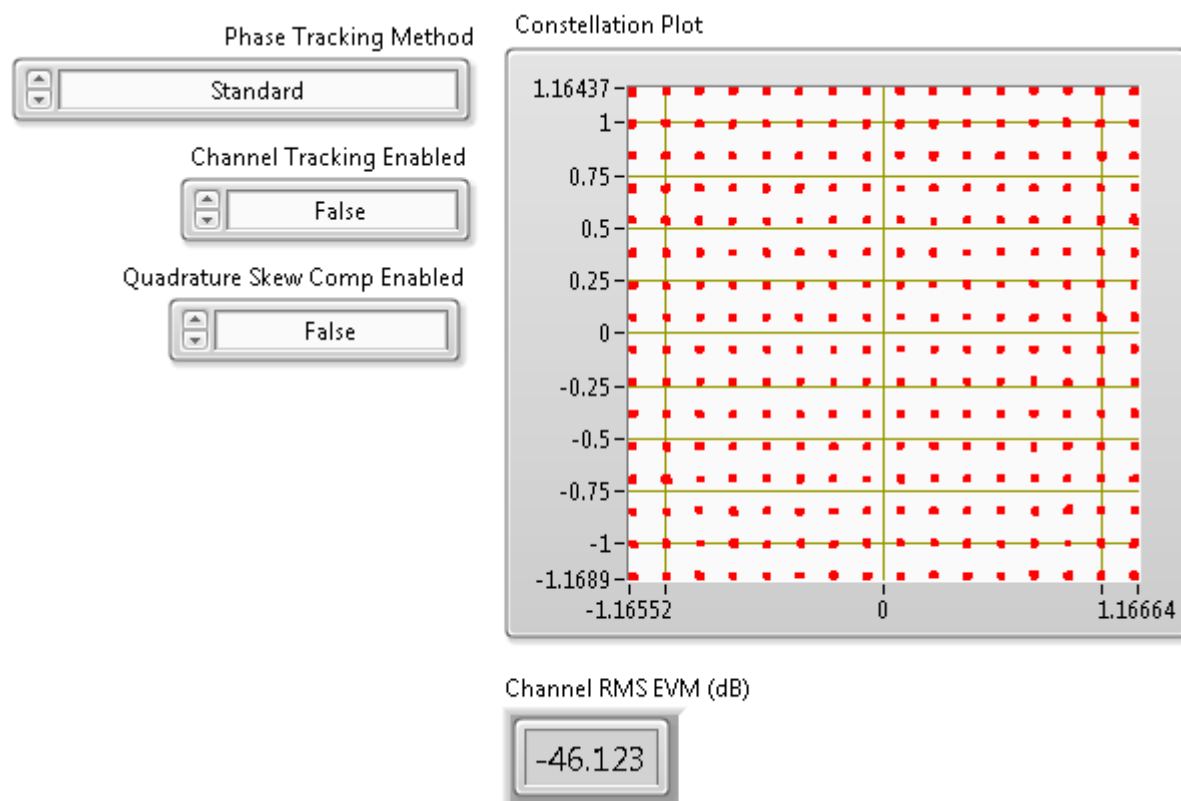 Phase Tracking Method
Standard
Channel Tracking Enabled
False
Quadrature Skew Comp Enabled
False
Constellation Plot
1.16437
1
0.75
0.5
0.25
0
-0.25
-0.5
-0.75
-1
-1.1689
-1.16552 0 1.16664
Channel RMS EVM (dB)
-46.123